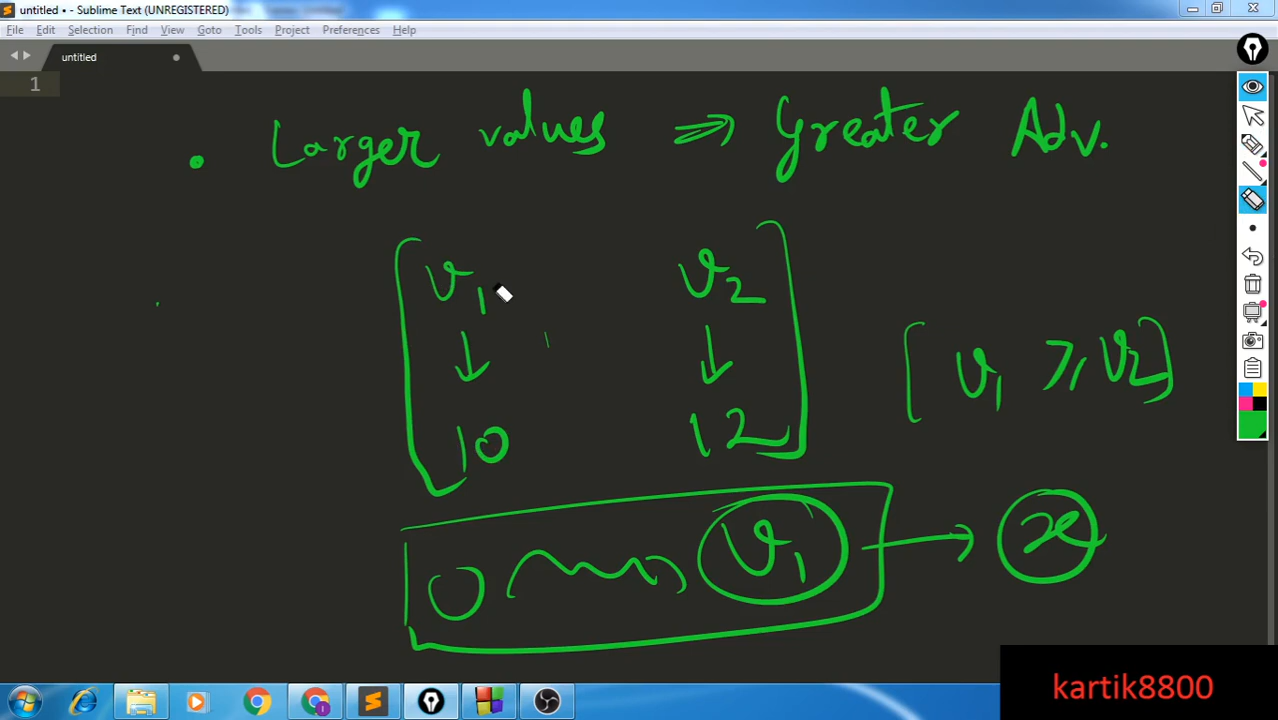 untitled • - Sublime Text (UNREGISTERED)
File Edit Selection Find View Goto Tools Project Preferences Help
untitled
1
• Larger values ⇒ Greater Adv.
v1 v2
↓ ↓
[v1 ≥ v2]
10 12
0 v1 → x
kartik8800